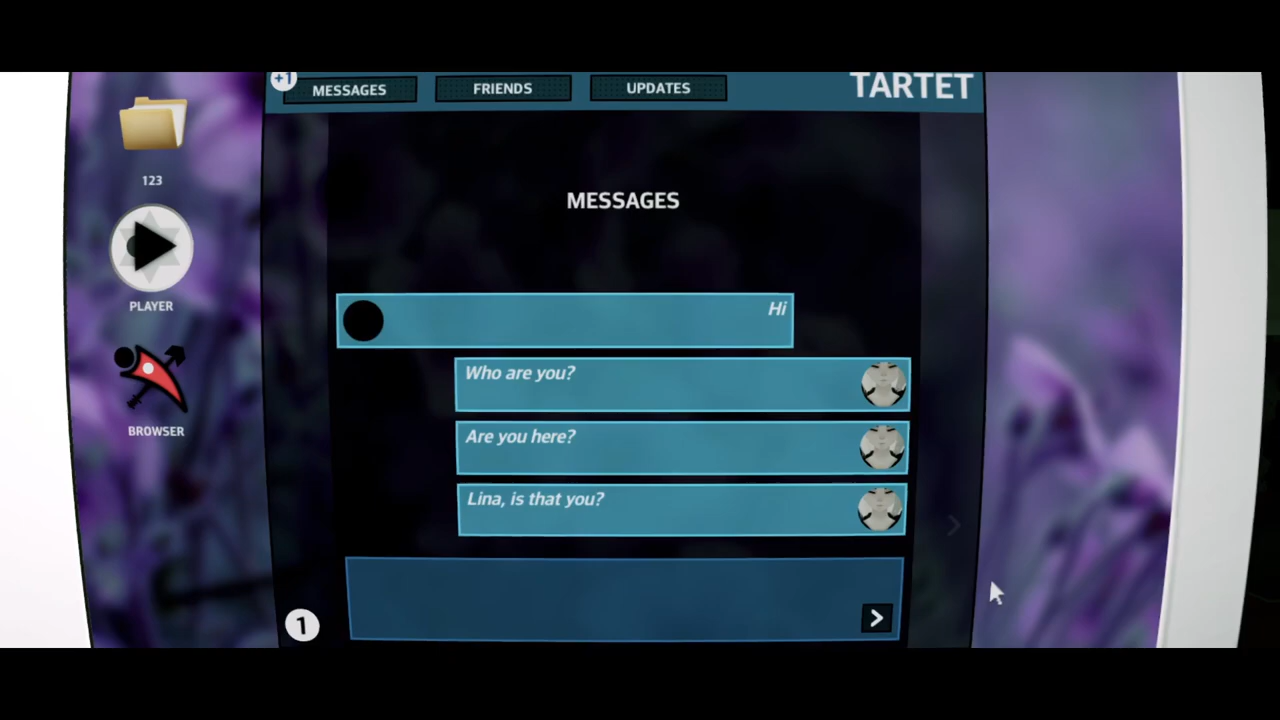 +1
MESSAGES
FRIENDS
UPDATES
TARTET
123
PLAYER
BROWSER
MESSAGES
Hi
Who are you?
Are you here?
Lina, is that you?
1